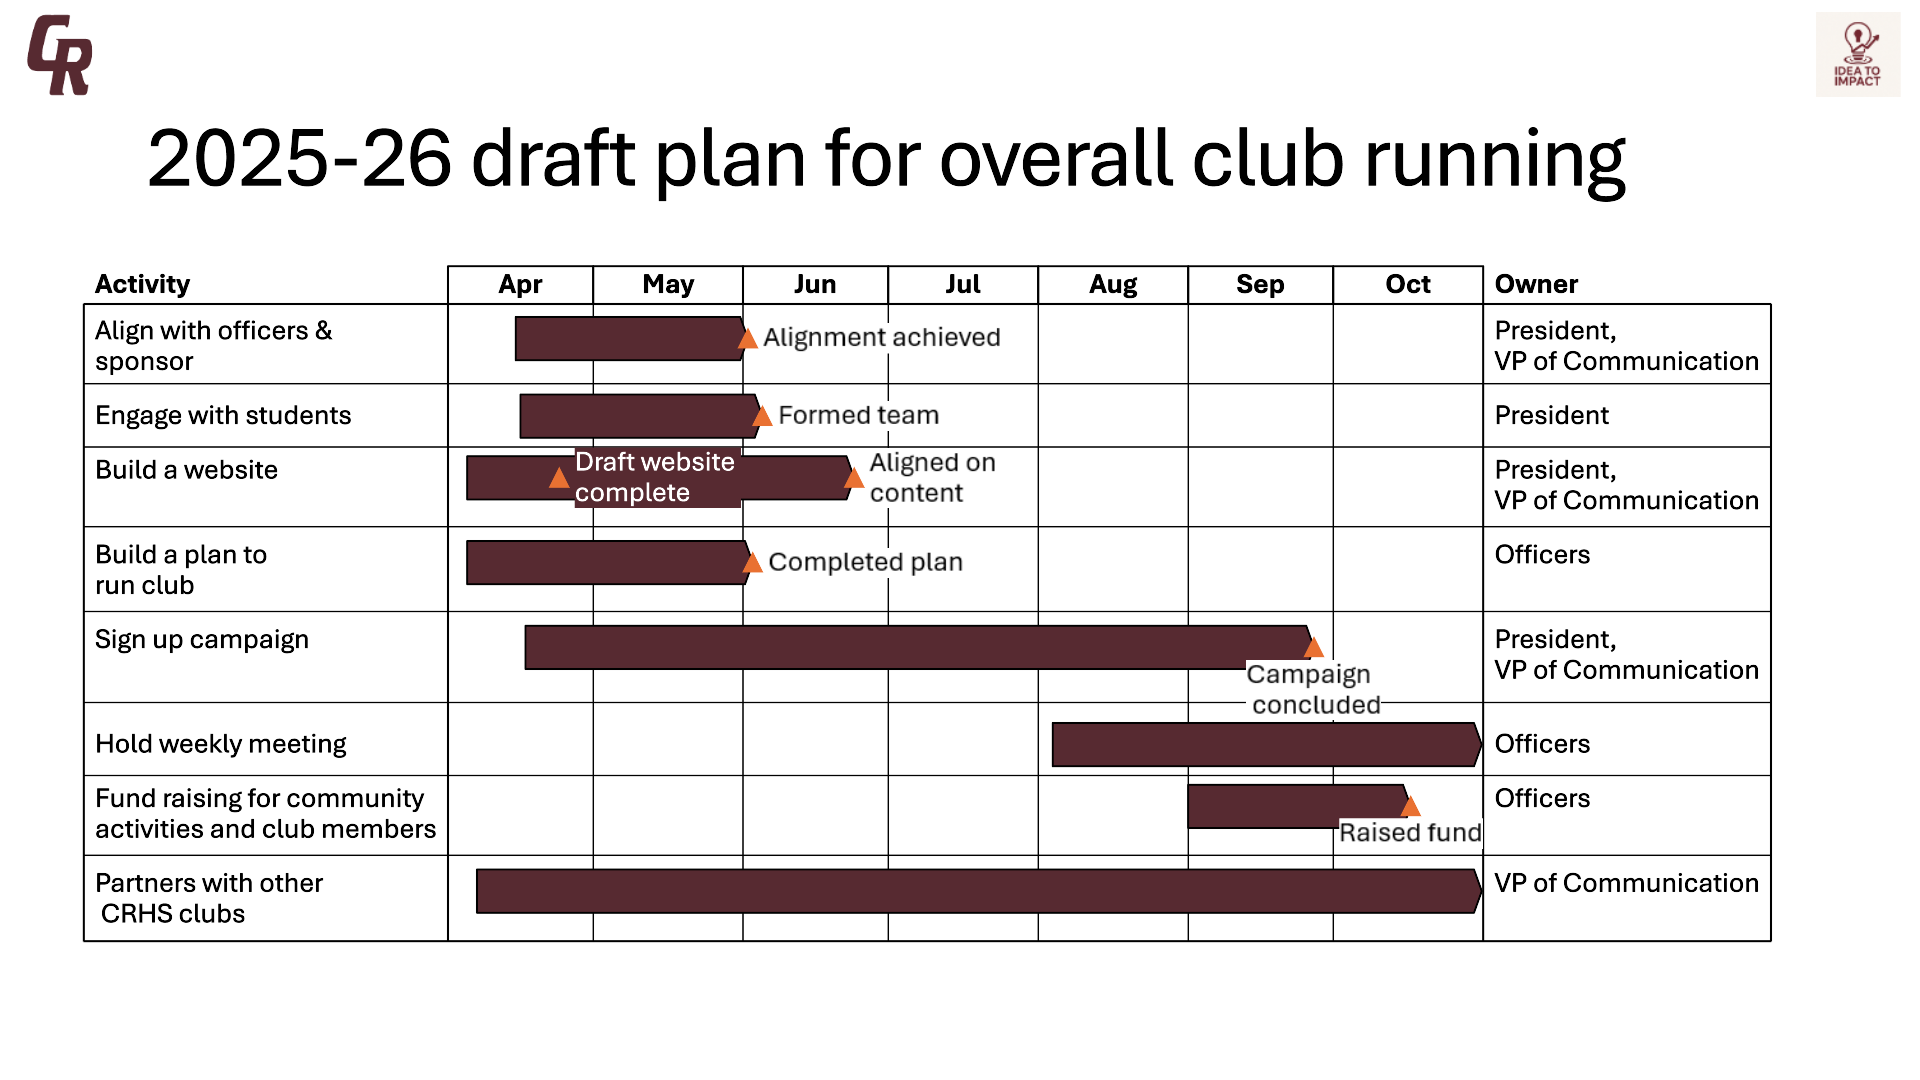 CR
IDEA TO
IMPACT
2025-26 draft plan for overall club running
Activity Apr May Jun Jul Aug Sep Oct Owner
Align with officers &
sponsor
Alignment achieved
President,
VP of Communication
Engage with students
Formed team
President
Build a website
Draft website
complete
Aligned on
content
President,
VP of Communication
Build a plan to
run club
Completed plan
Officers
Sign up campaign
Campaign
concluded
President,
VP of Communication
Hold weekly meeting
Officers
Fund raising for community
activities and club members
Raised fund
Officers
Partners with other
CRHS clubs
VP of Communication